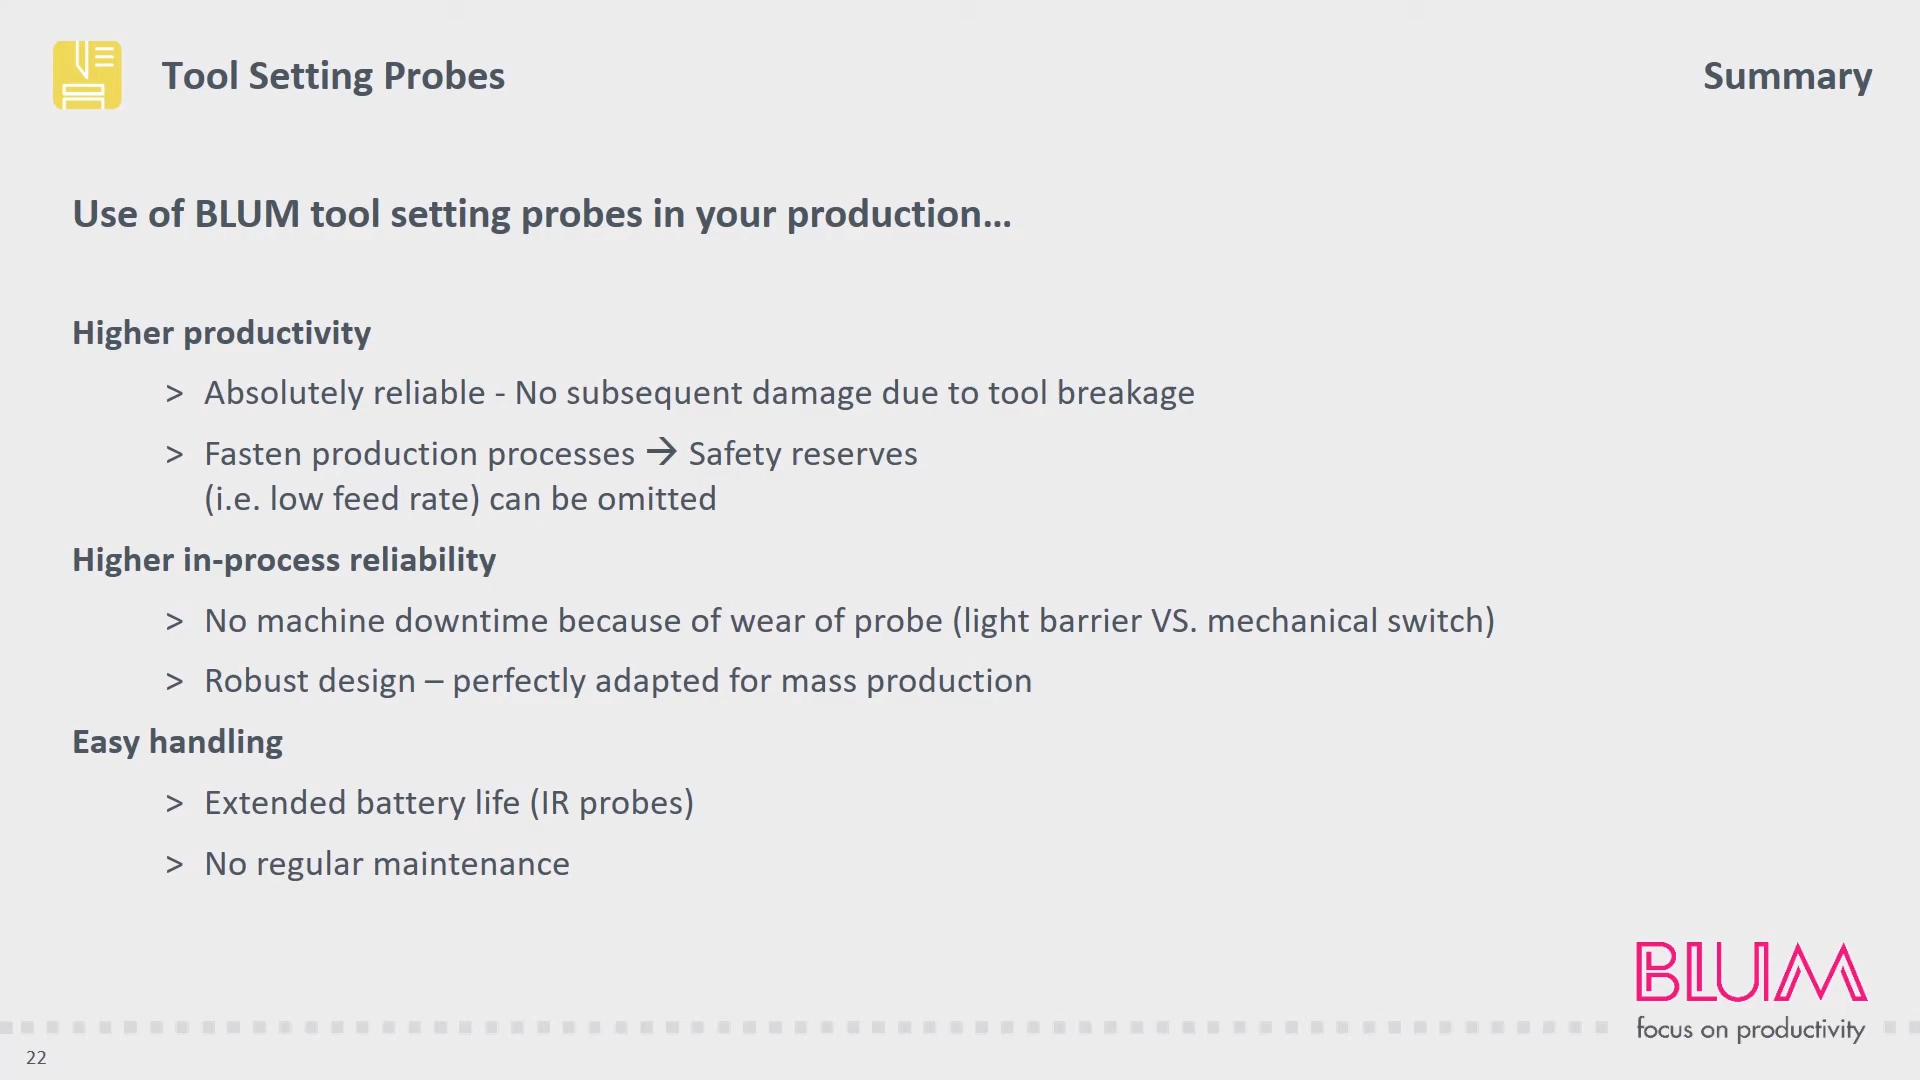 Tool Setting Probes
Summary
Use of BLUM tool setting probes in your production...
Higher productivity
> Absolutely reliable - No subsequent damage due to tool breakage
> Fasten production processes → Safety reserves
(i.e. low feed rate) can be omitted
Higher in-process reliability
> No machine downtime because of wear of probe (light barrier VS. mechanical switch)
> Robust design – perfectly adapted for mass production
Easy handling
> Extended battery life (IR probes)
> No regular maintenance
BLUM
focus on productivity
22